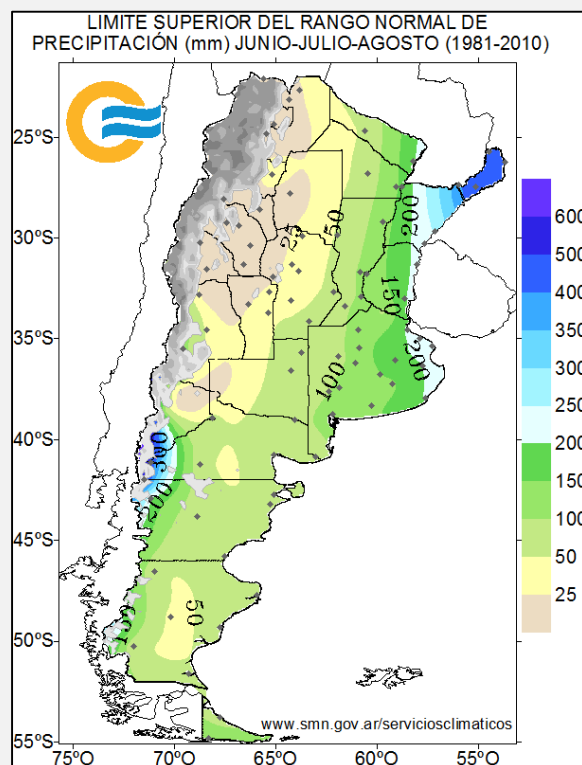 LIMITE SUPERIOR DEL RANGO NORMAL DE
PRECIPITACIÓN (mm) JUNIO-JULIO-AGOSTO (1981-2010)
25°S
30°S
35°S
40°S
45°S
50°S
55°S
75°O
70°O
65°O
60°O
55°O
25
50
200
150
200
100
300
200
150
50
600
500
400
350
300
250
200
150
100
50
25
www.smn.gov.ar/serviciosclimaticos